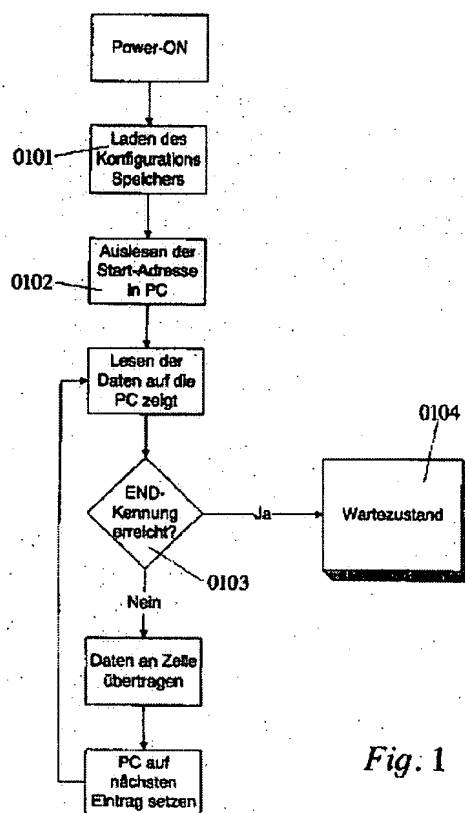 Power-ON
0101
Laden des
Konfigurations
Speichers
0102
Auslesen der
Start-Adresse
in PC
Lesen der
Daten auf die
PC zeigt
0104
END-
Kennung
erreicht?
Ja
Wartezustand
0103
Nein
Daten an Zelle
übertragen
PC auf
nächsten
Eintrag setzen
Fig. 1